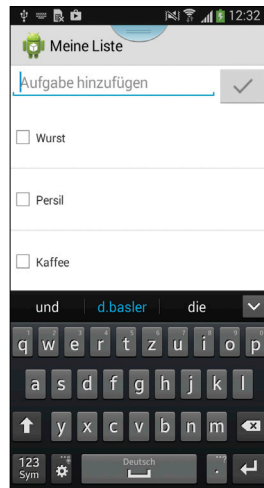 12:32
Meine Liste
Aufgabe hinzufügen
Wurst
Persil
Kaffee
und d.basler die
q w e r t z u i o p
a s d f g h j k l
y x c v b n m
123 Deutsch .
Sym